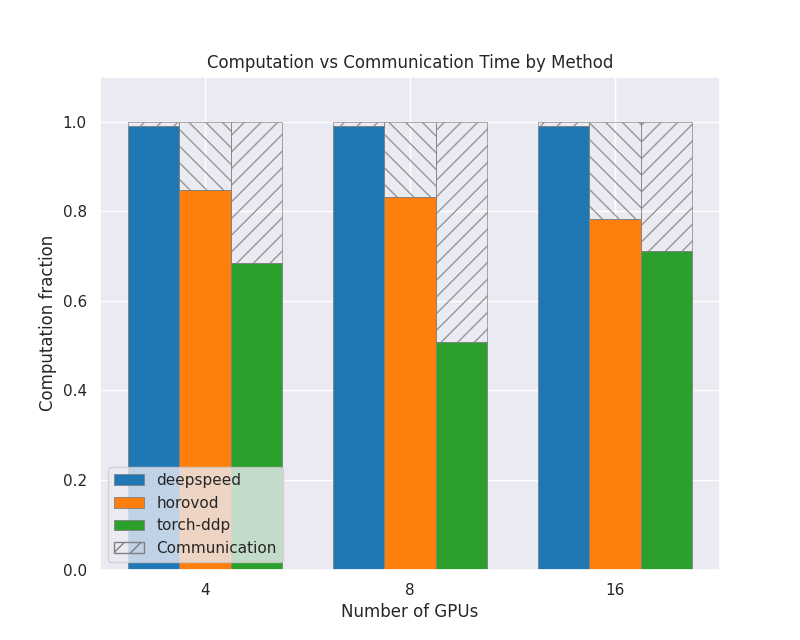 Computation vs Communication Time by Method
Computation fraction
1.0
0.8
0.6
0.4
0.2
0.0
deepspeed
horovod
torch-ddp
Communication
4
8
16
Number of GPUs